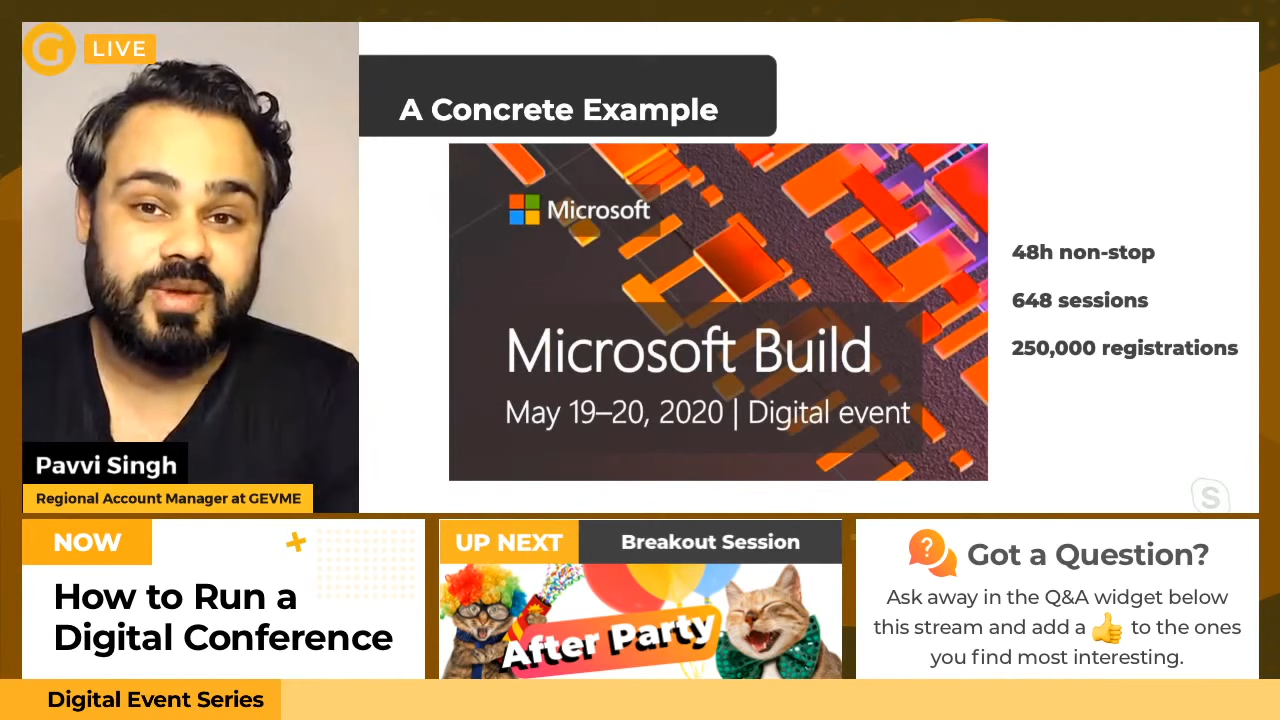 G LIVE
A Concrete Example
Microsoft
Microsoft Build
May 19–20, 2020 | Digital event
48h non-stop
648 sessions
250,000 registrations
Pavvi Singh
Regional Account Manager at GEVME
S
NOW
How to Run a
Digital Conference
UP NEXT
Breakout Session
After Party
?
Got a Question?
Ask away in the Q&A widget below
this stream and add a 👍 to the ones
you find most interesting.
Digital Event Series